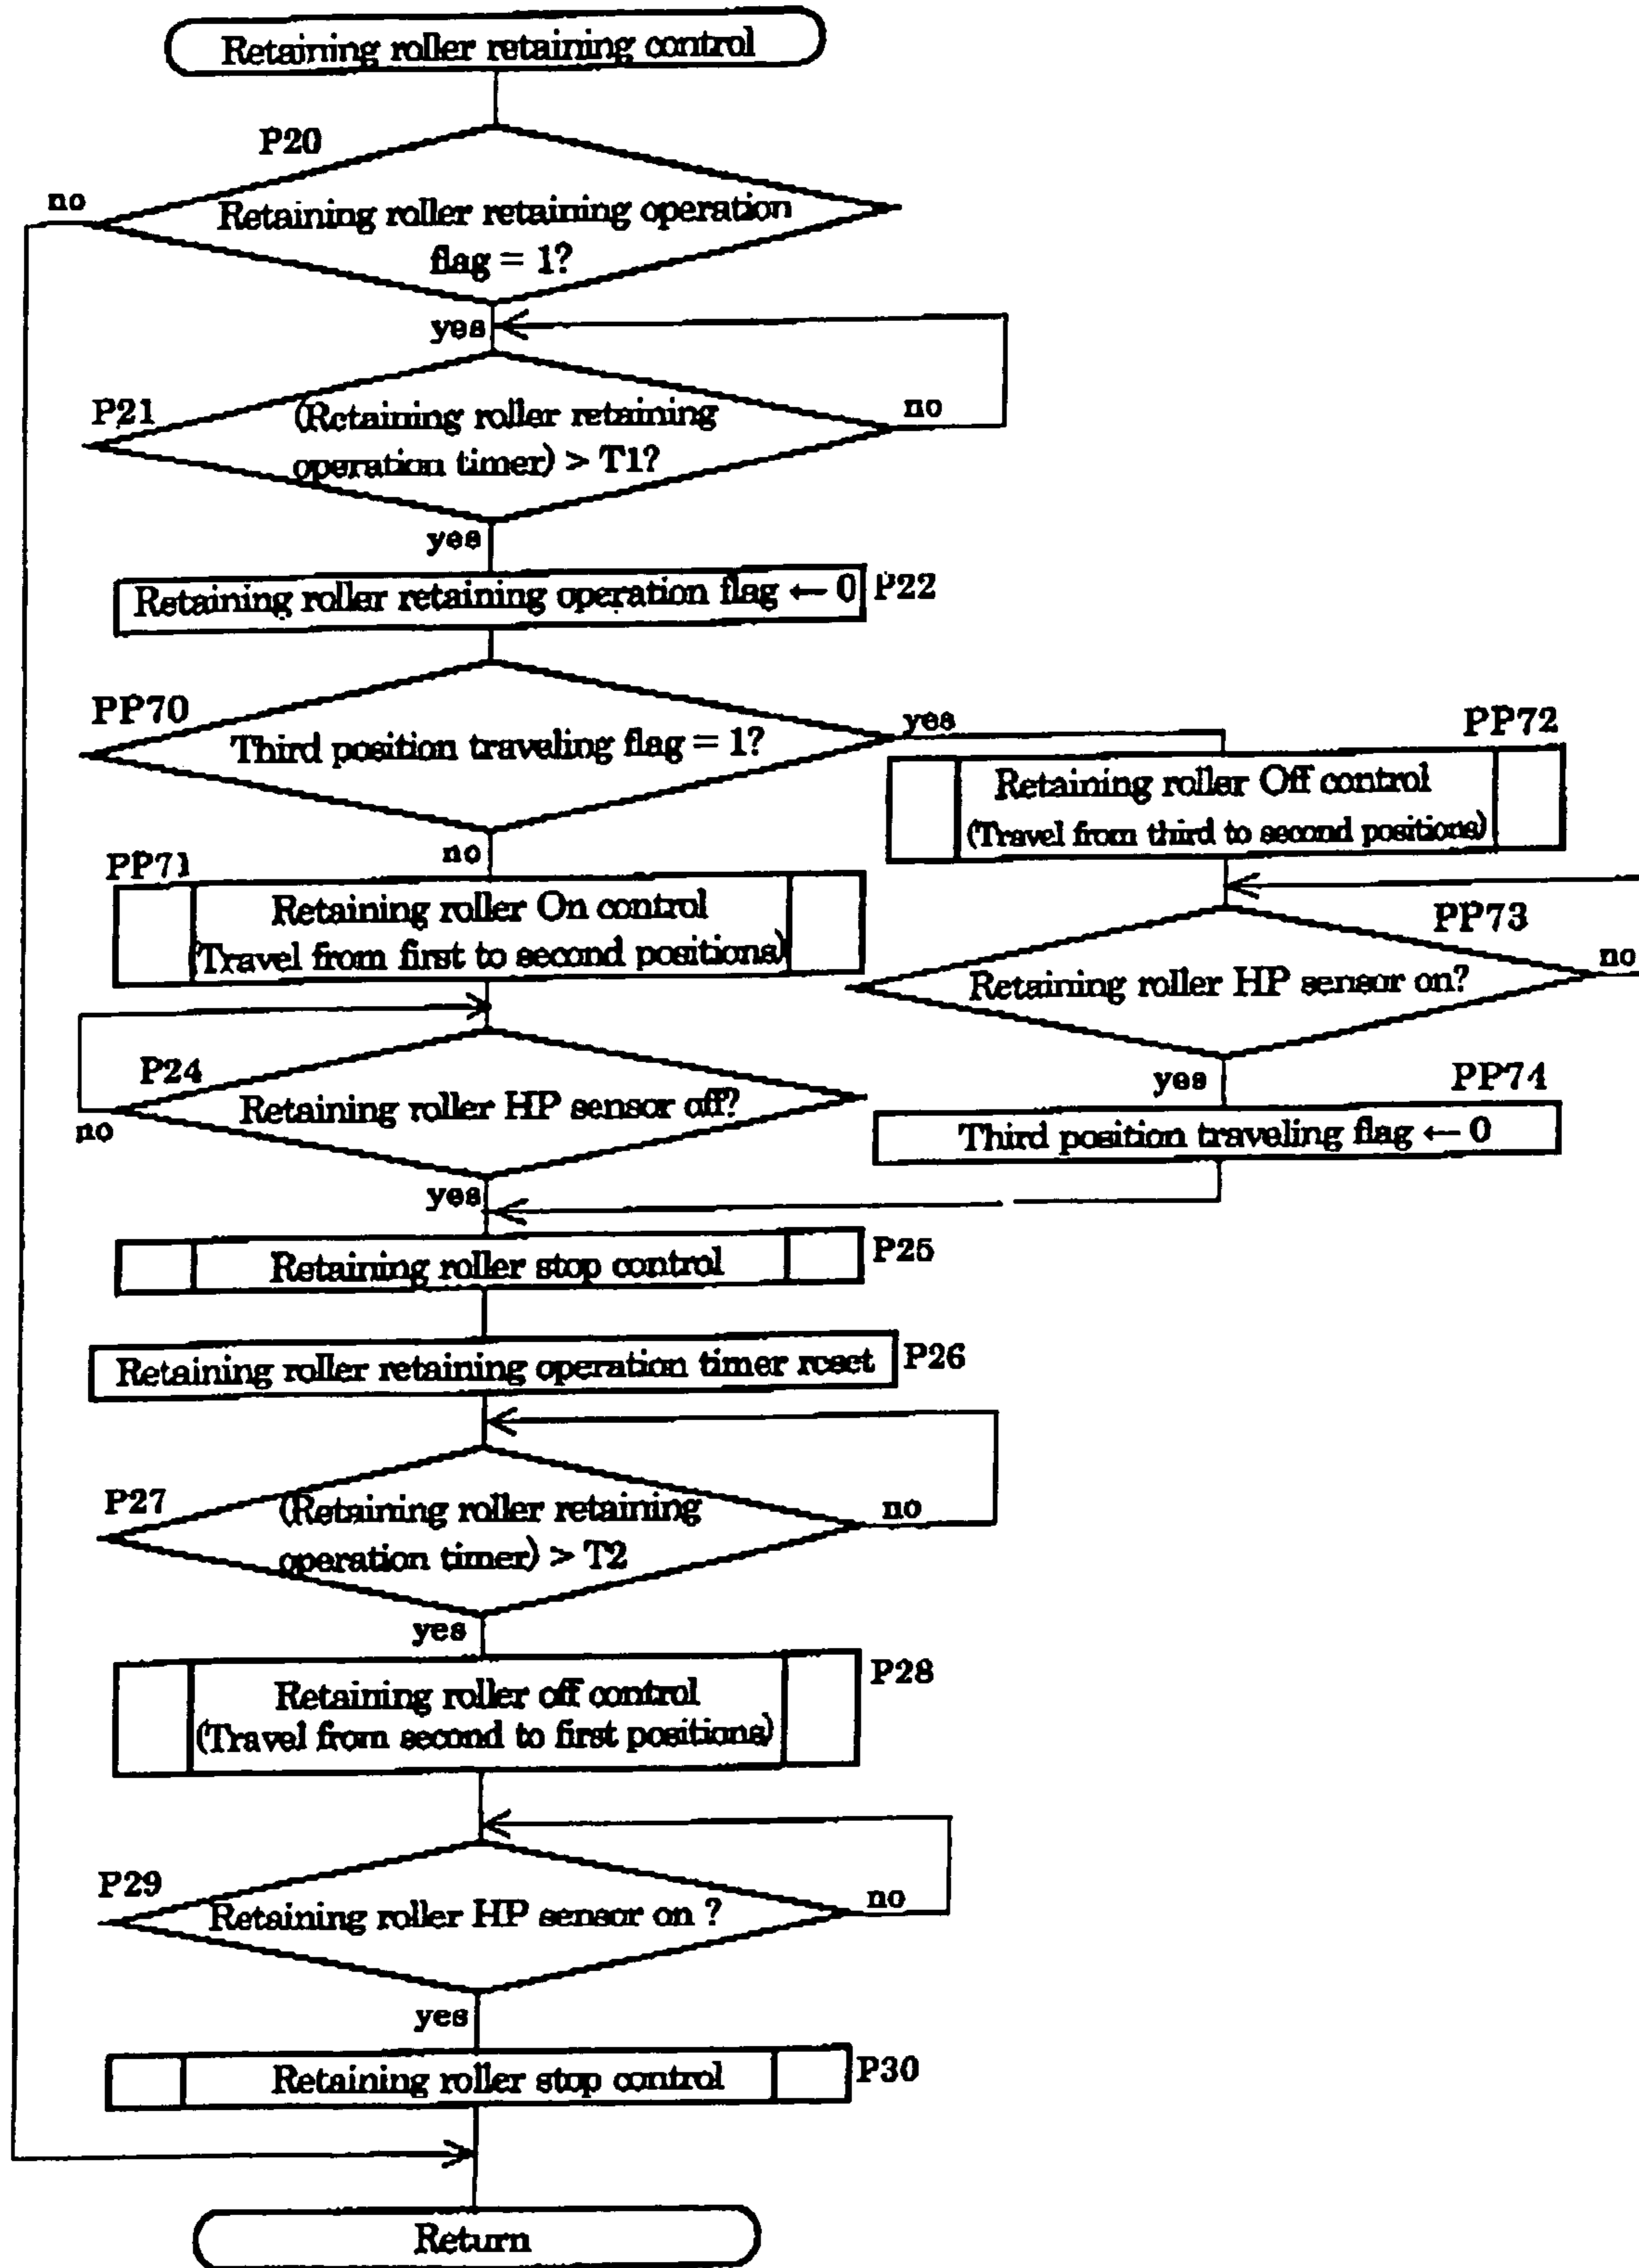 Retaining roller retaining control
P20
no
Retaining roller retaining operation
flag = 1?
yes
P21
(Retaining roller retaining
operation timer) > T1?
no
yes
Retaining roller retaining operation flag ← 0
P22
PP70
Third position traveling flag = 1?
yes
no
PP72
Retaining roller Off control
(Travel from third to second positions)
PP71
Retaining roller On control
(Travel from first to second positions)
PP73
Retaining roller HP sensor on?
no
yes
P24
Retaining roller HP sensor off?
no
yes
PP74
Third position traveling flag ← 0
Retaining roller stop control
P25
Retaining roller retaining operation timer reset
P26
P27
(Retaining roller retaining
operation timer) > T2
no
yes
Retaining roller off control
(Travel from second to first positions)
P28
P29
Retaining roller HP sensor on ?
no
yes
Retaining roller stop control
P30
Return